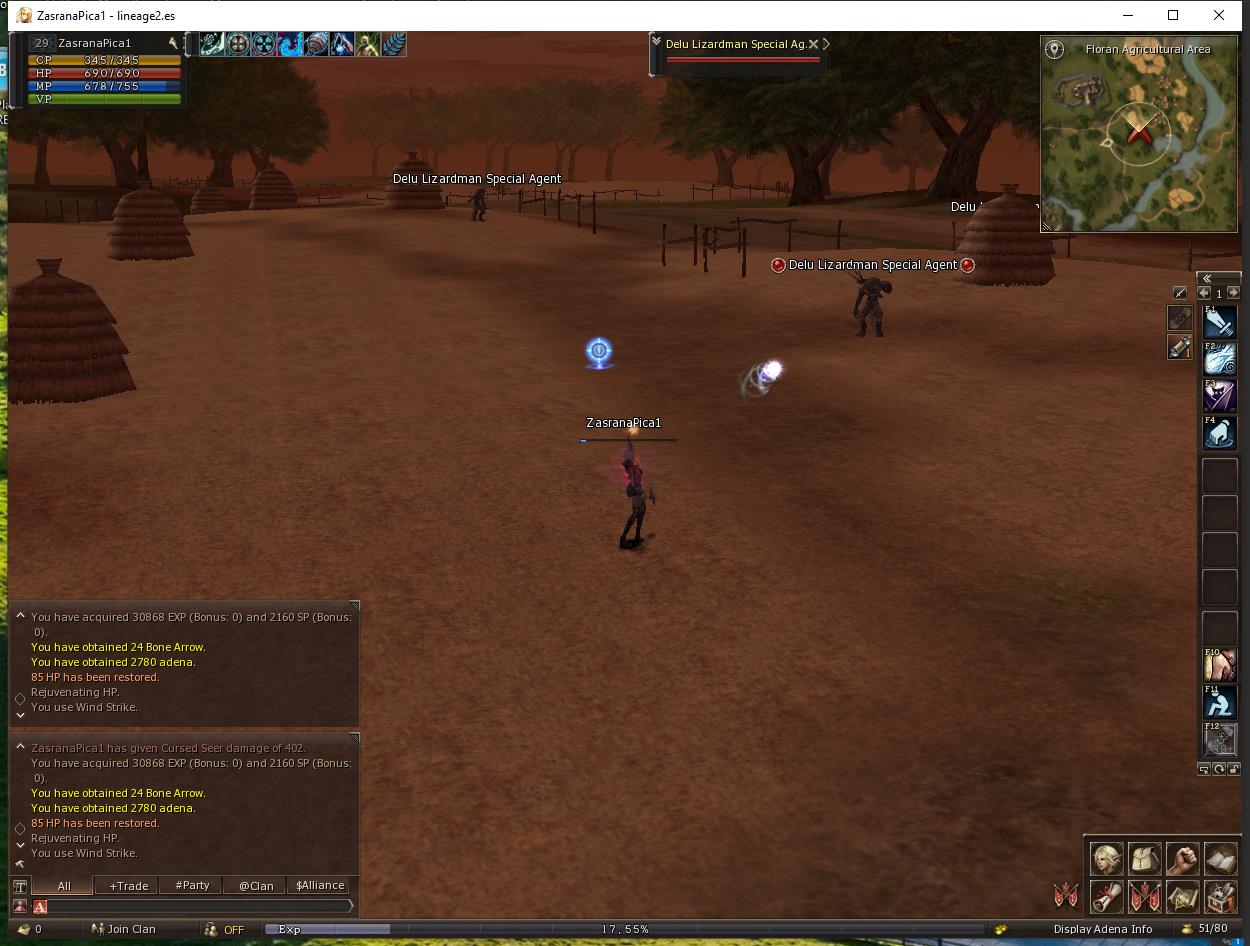 ZasranaPica1 - lineage2.es
29 ZasranaPica1
CP 345/345
HP 690/690
MP 678/755
VP
Delu Lizardman Special Ag.
Floran Agricultural Area
Delu Lizardman Special Agent
Delu
Delu Lizardman Special Agent
ZasranaPica1
1
F1
F2
F3
F4
1
F10
F11
F12
99+
You have acquired 30868 EXP (Bonus: 0) and 2160 SP (Bonus:
0).
You have obtained 24 Bone Arrow.
You have obtained 2780 adena.
85 HP has been restored.
Rejuvenating HP.
You use Wind Strike.
ZasranaPica1 has given Cursed Seer damage of 402.
You have acquired 30868 EXP (Bonus: 0) and 2160 SP (Bonus:
0).
You have obtained 24 Bone Arrow.
You have obtained 2780 adena.
85 HP has been restored.
Rejuvenating HP.
You use Wind Strike.
All +Trade #Party @Clan $Alliance
A
0 Join Clan OFF Exp 17,55% Display Adena Info 51/80